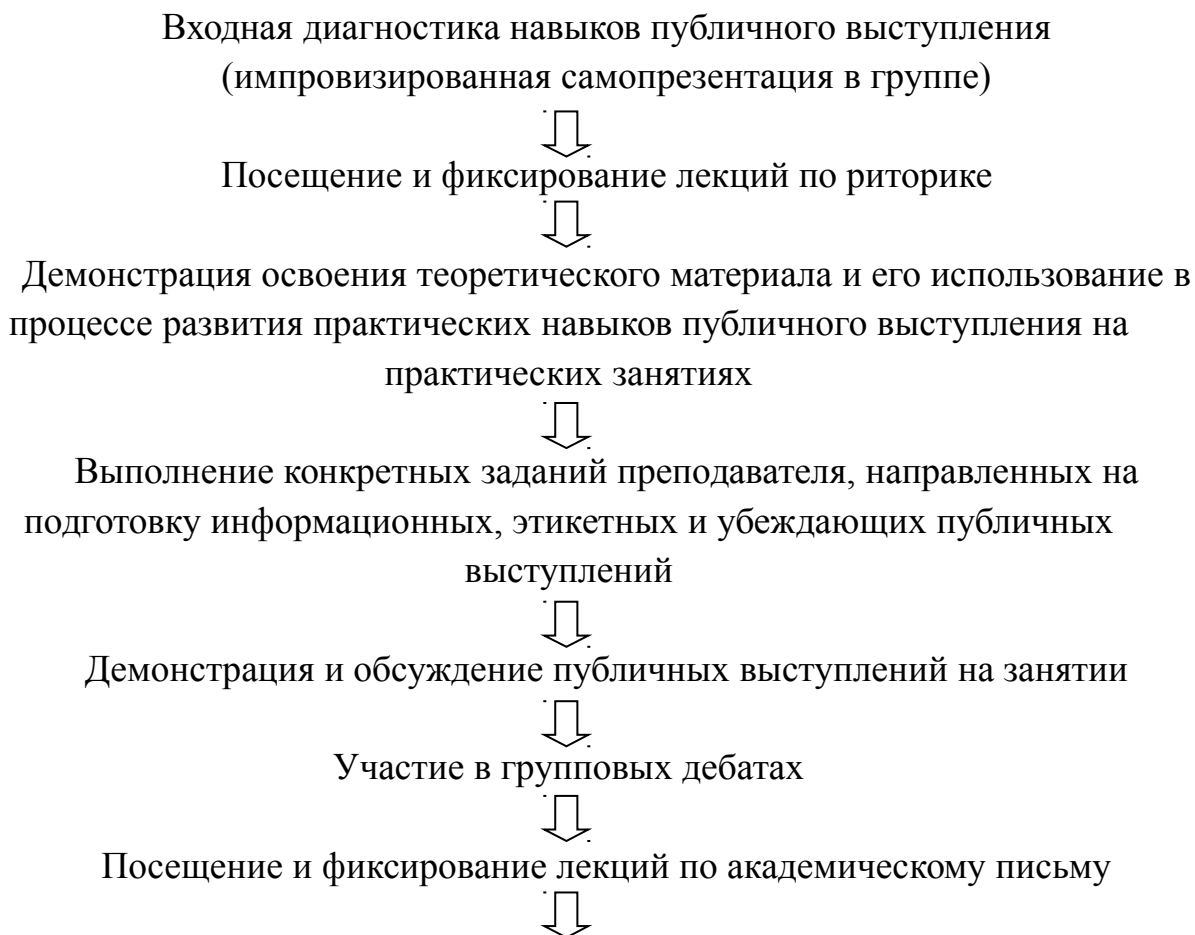 Входная диагностика навыков публичного выступления
(импровизированная самопрезентация в группе)
Посещение и фиксирование лекций по риторике
Демонстрация освоения теоретического материала и его использование в
процессе развития практических навыков публичного выступления на
практических занятиях
Выполнение конкретных заданий преподавателя, направленных на
подготовку информационных, этикетных и убеждающих публичных
выступлений
Демонстрация и обсуждение публичных выступлений на занятии
Участие в групповых дебатах
Посещение и фиксирование лекций по академическому письму